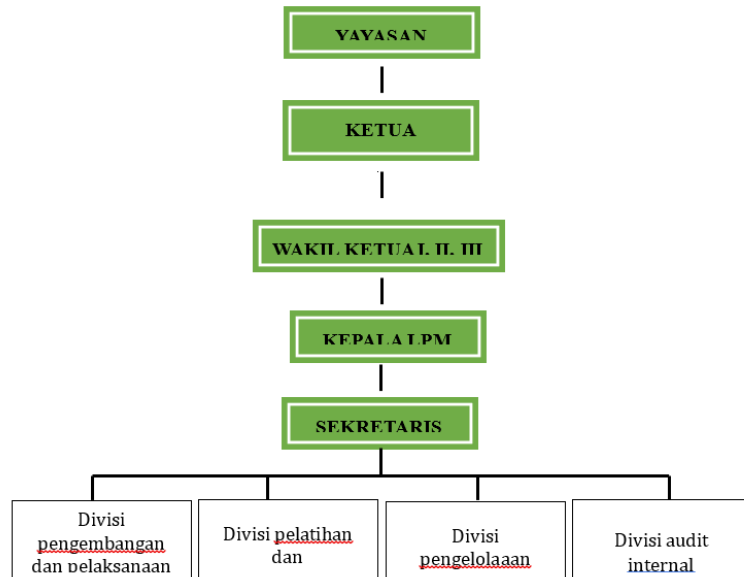 YAYASAN
KETUA
WAKIL KETUA I, II, III
KEPALA LPM
SEKRETARIS
Divisi
pengembangan
dan pelaksanaan
Divisi pelatihan
dan
Divisi
pengelolaaan
Divisi audit
internal